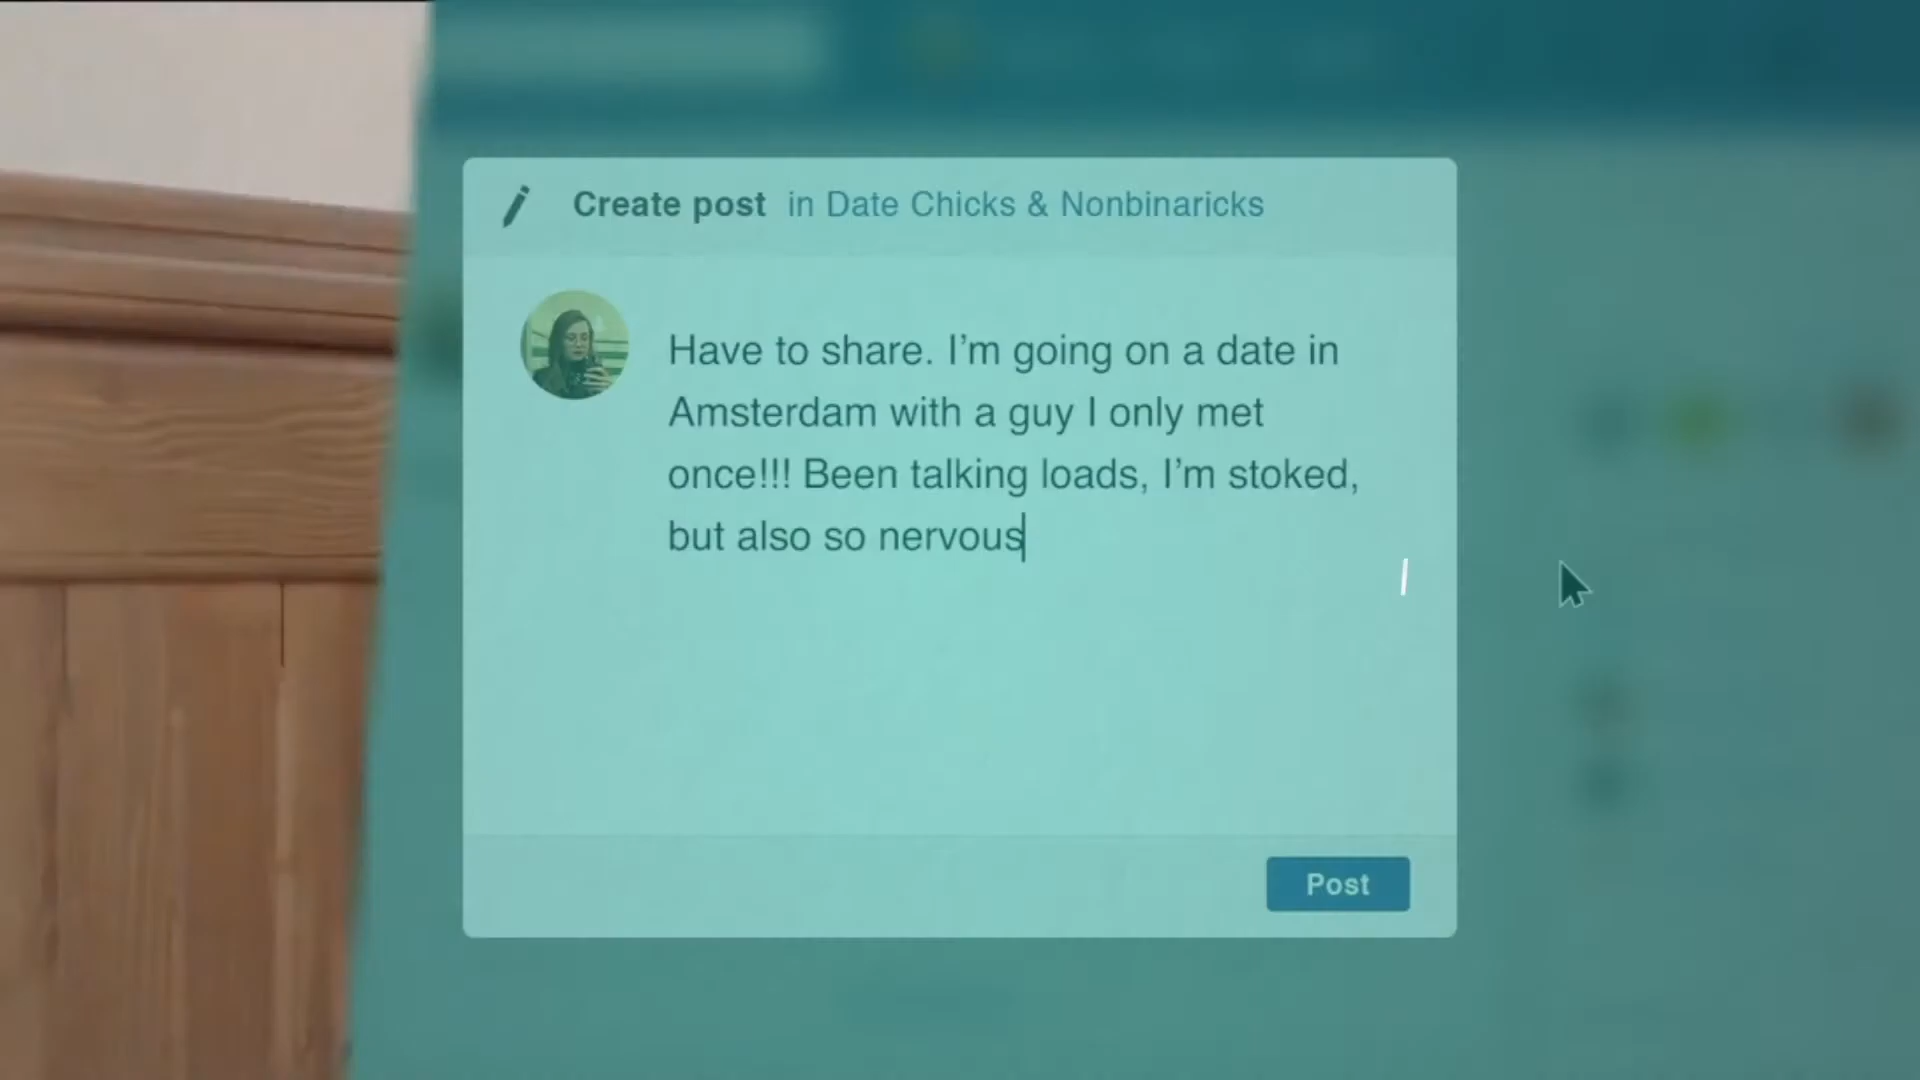 Create post in Date Chicks & Nonbinaricks
Have to share. I'm going on a date in
Amsterdam with a guy I only met
once!!! Been talking loads, I'm stoked,
but also so nervous
Post